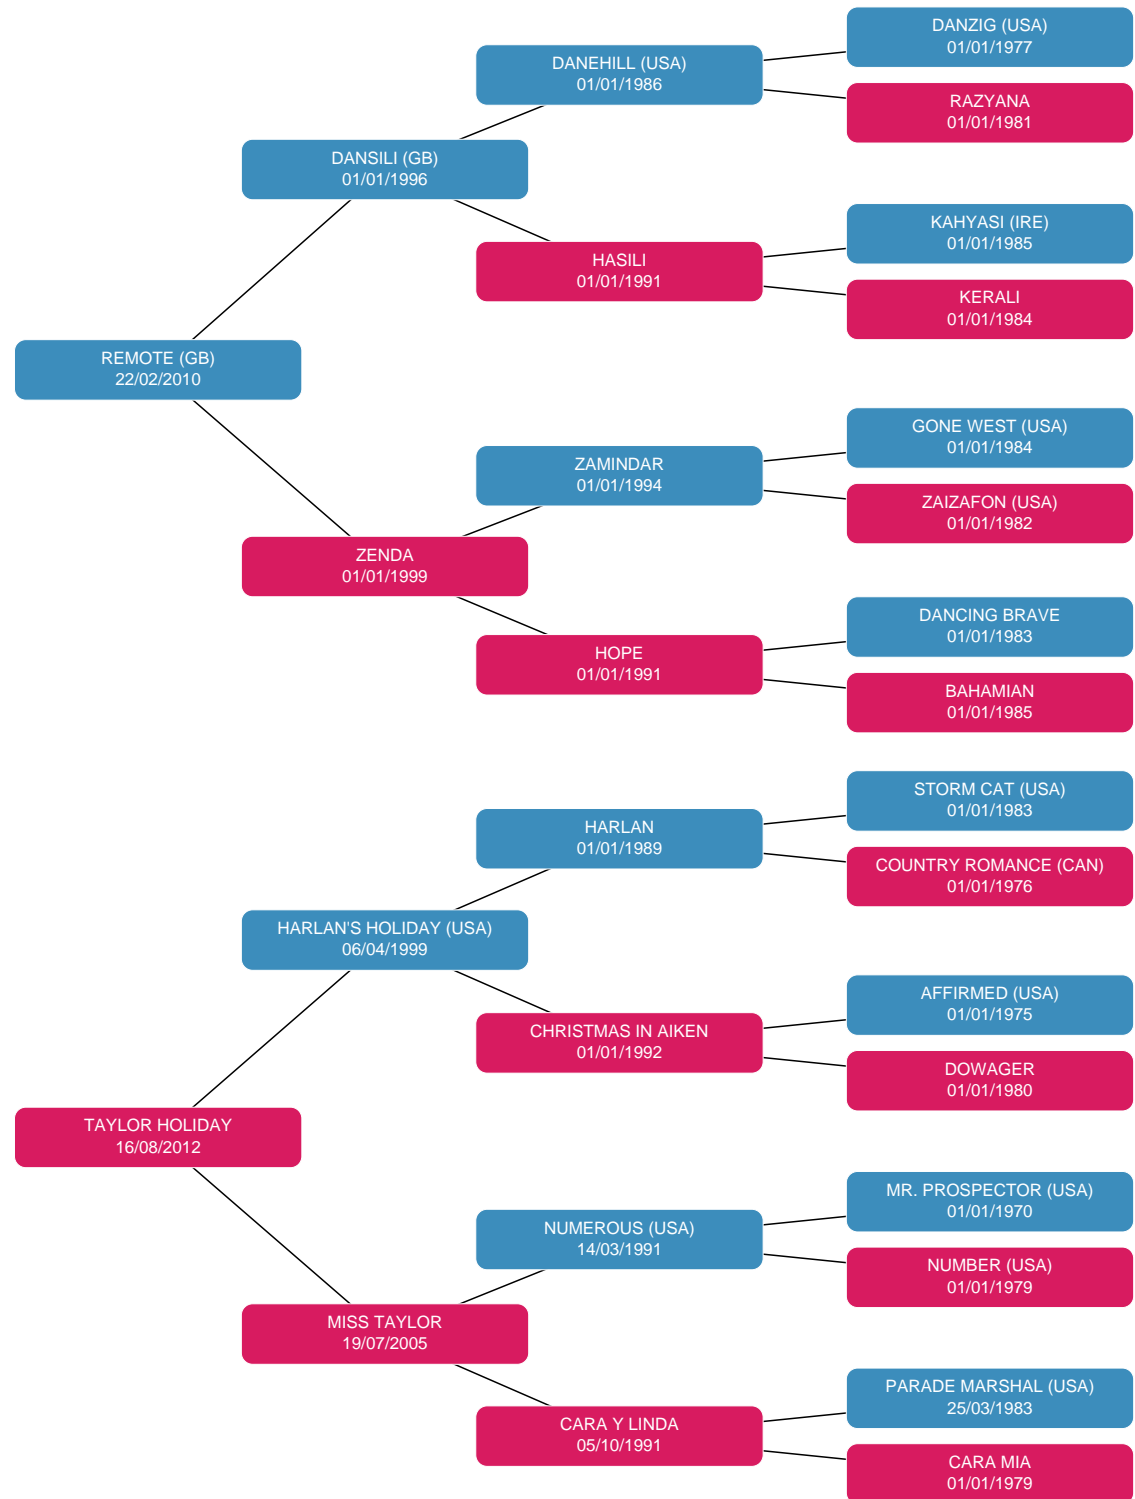 DANZIG (USA)
01/01/1977
DANEHILL (USA)
01/01/1986
RAZYANA
01/01/1981
DANSILI (GB)
01/01/1996
KAHYASI (IRE)
01/01/1985
HASILI
01/01/1991
KERALI
01/01/1984
REMOTE (GB)
22/02/2010
GONE WEST (USA)
01/01/1984
ZAMINDAR
01/01/1994
ZAIZAFON (USA)
01/01/1982
ZENDA
01/01/1999
DANCING BRAVE
01/01/1983
HOPE
01/01/1991
BAHAMIAN
01/01/1985
STORM CAT (USA)
01/01/1983
HARLAN
01/01/1989
COUNTRY ROMANCE (CAN)
01/01/1976
HARLAN'S HOLIDAY (USA)
06/04/1999
AFFIRMED (USA)
01/01/1975
CHRISTMAS IN AIKEN
01/01/1992
DOWAGER
01/01/1980
TAYLOR HOLIDAY
16/08/2012
MR. PROSPECTOR (USA)
01/01/1970
NUMEROUS (USA)
14/03/1991
NUMBER (USA)
01/01/1979
MISS TAYLOR
19/07/2005
PARADE MARSHAL (USA)
25/03/1983
CARA Y LINDA
05/10/1991
CARA MIA
01/01/1979